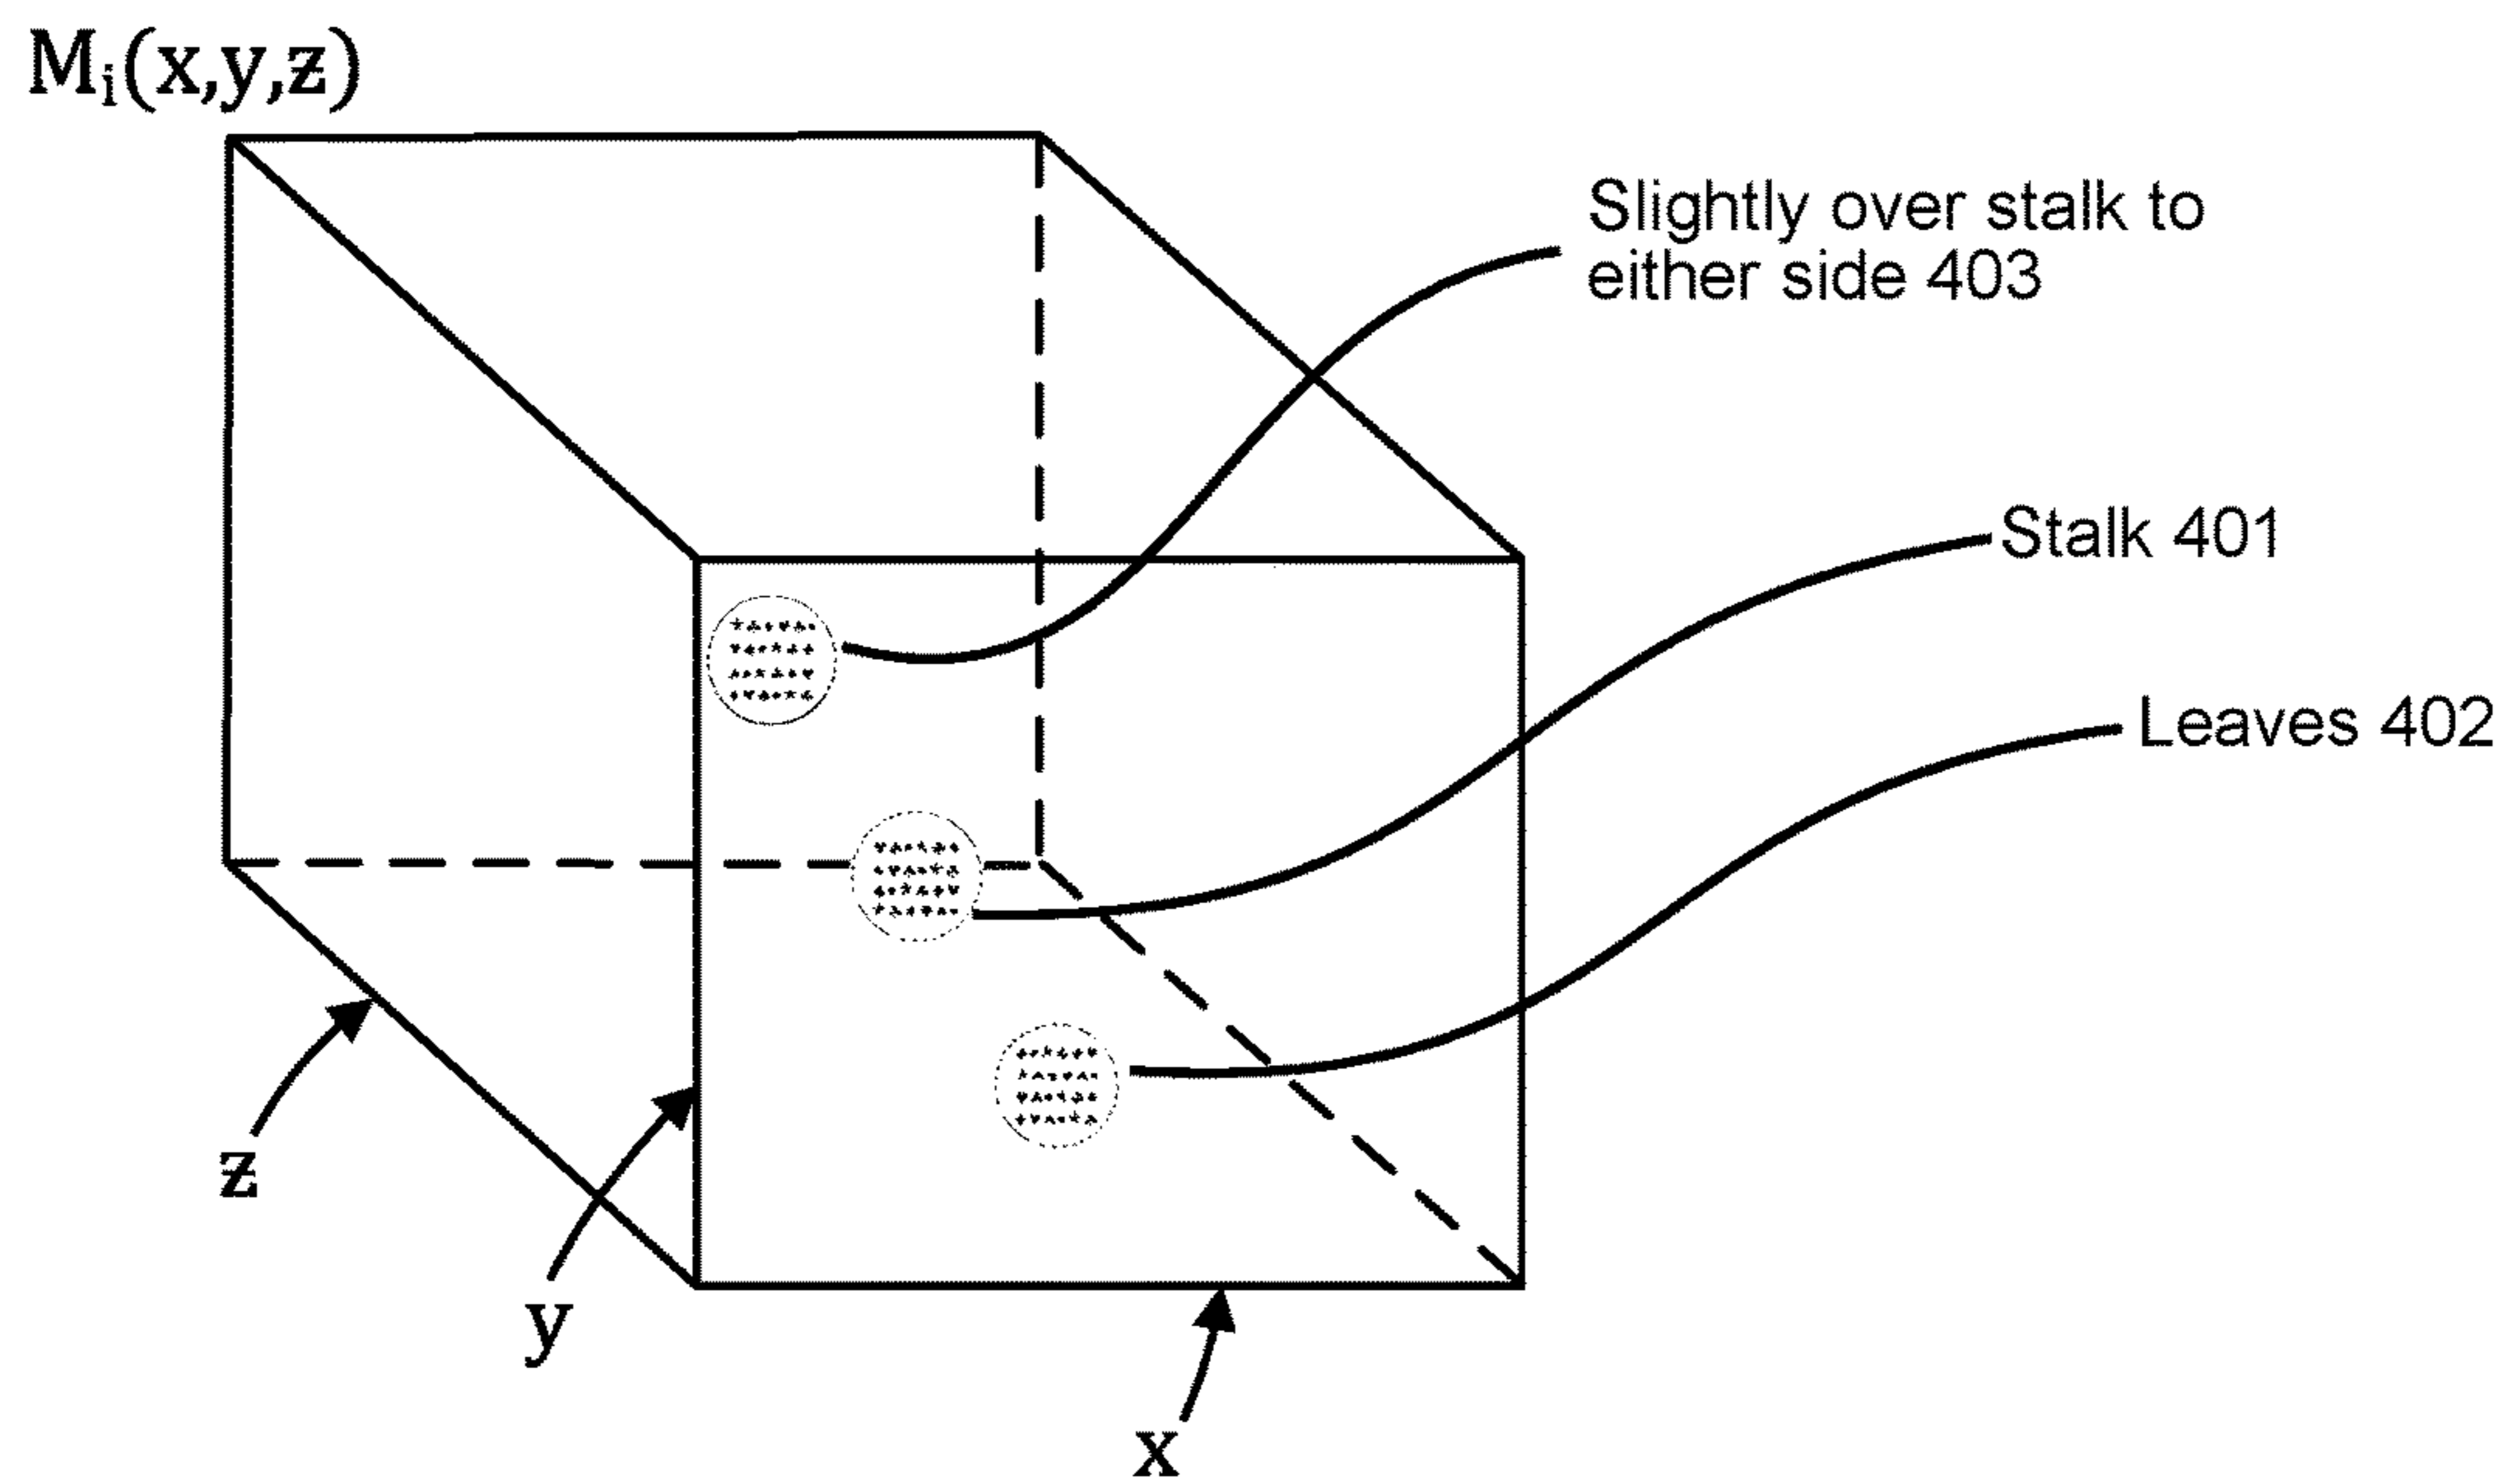 Mi(x,y,z)
Slightly over stalk to
either side 403
Stalk 401
Leaves 402
z
y
x